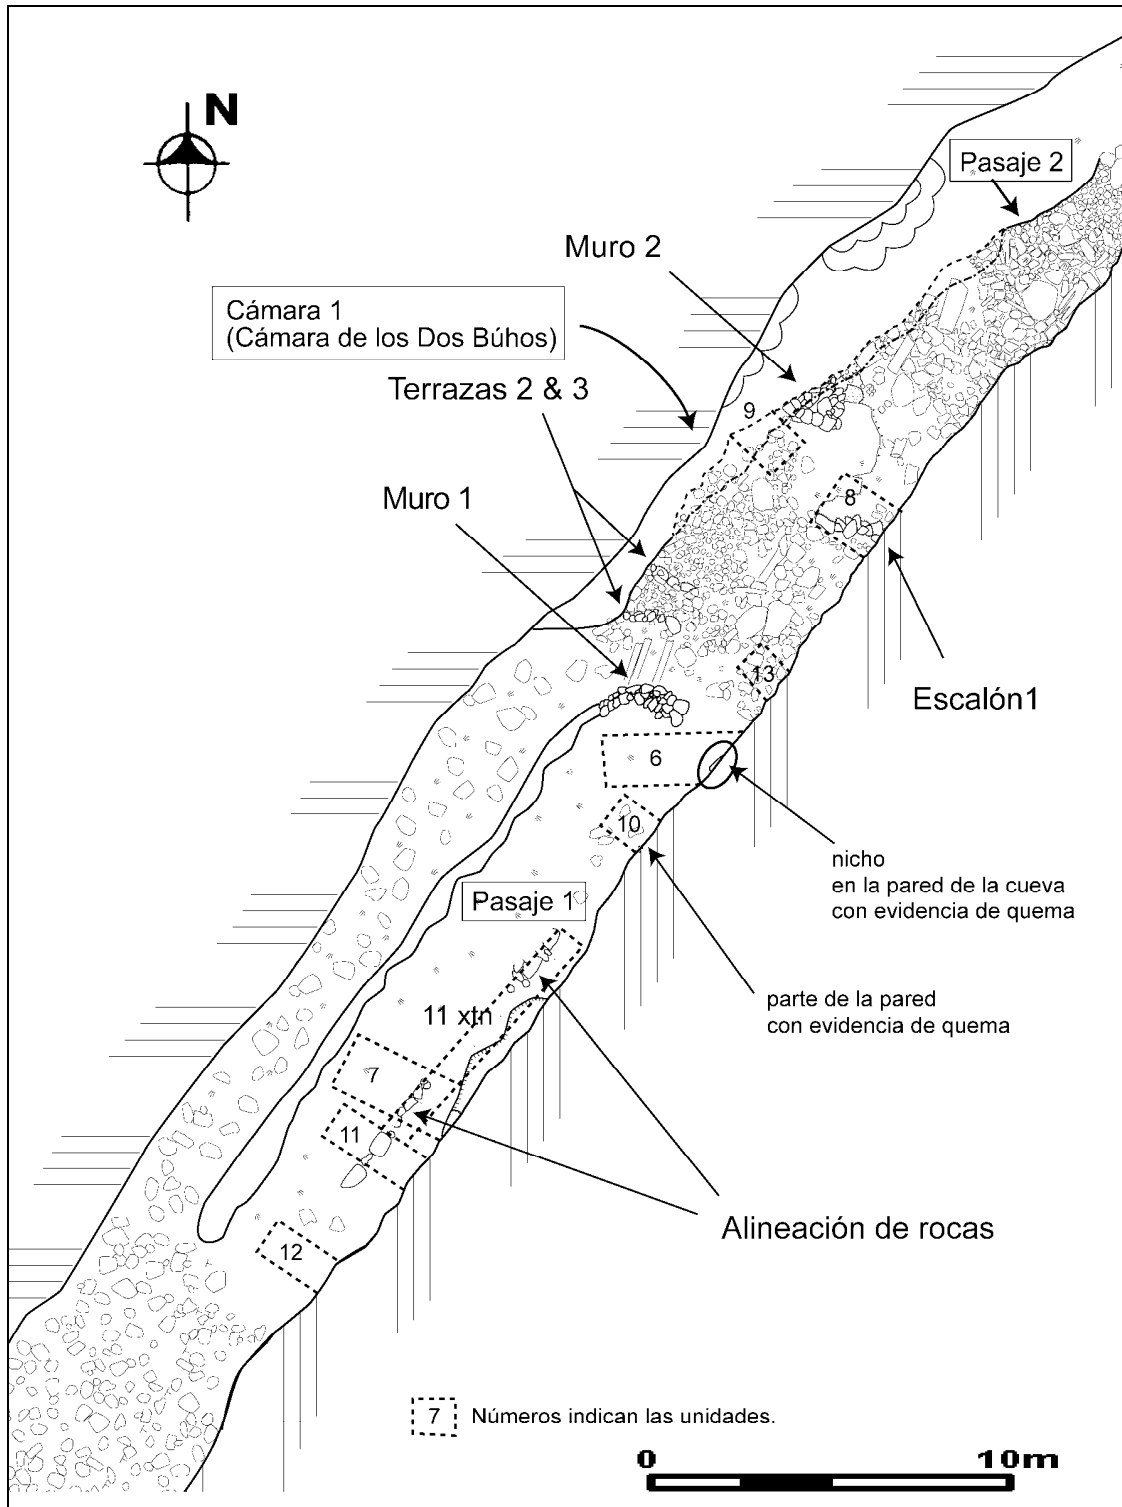 N
Pasaje 2
Muro 2
Cámara 1
(Cámara de los Dos Búhos)
Terrazas 2 & 3
9
Muro 1
8
13
Escalón1
6
10
nicho
en la pared de la cueva
con evidencia de quema
Pasaje 1
parte de la pared
con evidencia de quema
11 xtn
7
11
Alineación de rocas
12
7 Números indican las unidades.
0 10m